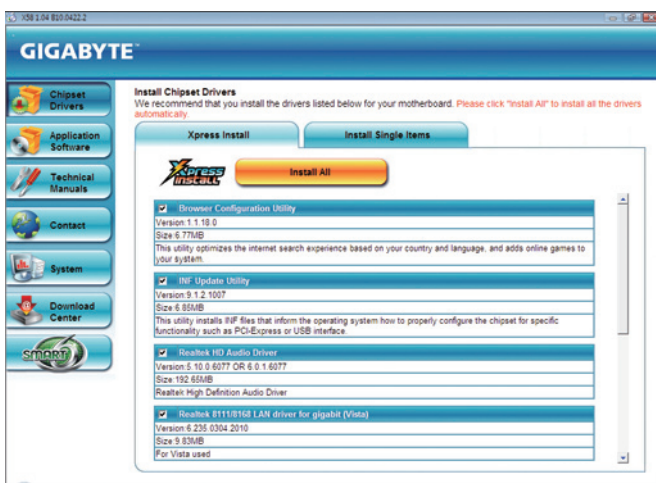 X58 1.04 B10.0422.2
GIGABYTE™
Chipset
Drivers
Application
Software
Technical
Manuals
Contact
System
Download
Center
SMART
Install Chipset Drivers
We recommend that you install the drivers listed below for your motherboard. Please click "Install All" to install all the drivers
automatically.
Xpress Install
Install Single Items
Xpress
INSTALL
Install All
Browser Configuration Utility
Version:1.1.18.0
Size:6.77MB
This utility optimizes the internet search experience based on your country and language, and adds online games to
your system.
INF Update Utility
Version:9.1.2.1007
Size:6.85MB
This utility installs INF files that inform the operating system how to properly configure the chipset for specific
functionality such as PCI-Express or USB interface.
Realtek HD Audio Driver
Version:5.10.0.6077 OR 6.0.1.6077
Size:192.65MB
Realtek High Definition Audio Driver
Realtek 8111/8168 LAN driver for gigabit (Vista)
Version:6.235.0304.2010
Size:9.83MB
For Vista used